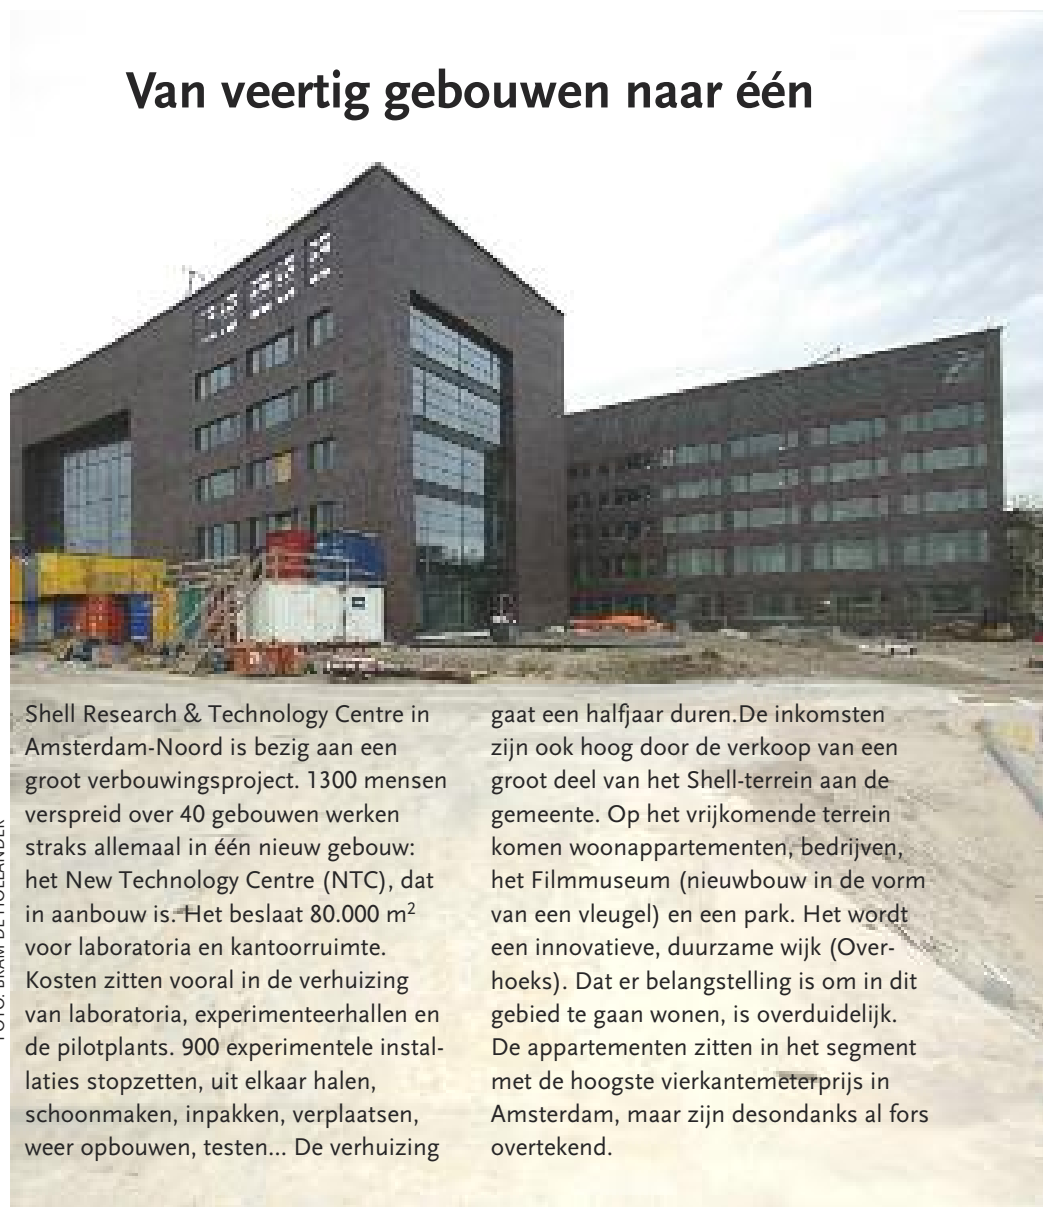 Van veertig gebouwen naar één
Shell Research & Technology Centre in
Amsterdam-Noord is bezig aan een
groot verbouwingsproject. 1300 mensen
verspreid over 40 gebouwen werken
straks allemaal in één nieuw gebouw:
het New Technology Centre (NTC), dat
in aanbouw is. Het beslaat 80.000 m²
voor laboratoria en kantoorruimte.
Kosten zitten vooral in de verhuizing
van laboratoria, experimenteerhallen en
de pilotplants. 900 experimentele instal-
laties stopzetten, uit elkaar halen,
schoonmaken, inpakken, verplaatsen,
weer opbouwen, testen... De verhuizing
gaat een halfjaar duren.De inkomsten
zijn ook hoog door de verkoop van een
groot deel van het Shell-terrein aan de
gemeente. Op het vrijkomende terrein
komen woonappartementen, bedrijven,
het Filmmuseum (nieuwbouw in de vorm
van een vleugel) en een park. Het wordt
een innovatieve, duurzame wijk (Over-
hoeks). Dat er belangstelling is om in dit
gebied te gaan wonen, is overduidelijk.
De appartementen zitten in het segment
met de hoogste vierkantemeterprijs in
Amsterdam, maar zijn desondanks al fors
overtekend.